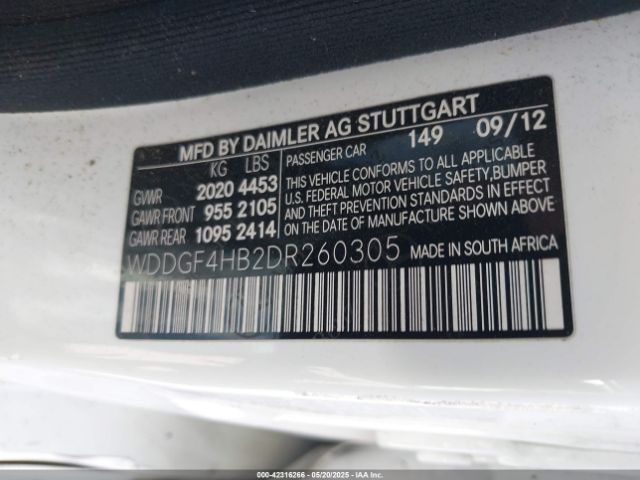 MFD BY DAIMLER AG STUTTGART
KG LBS
GVWR 2020 4453
GAWR FRONT 955 2105
GAWR REAR 1095 2414
PASSENGER CAR 149 09/12
THIS VEHICLE CONFORMS TO ALL APPLICABLE
U.S. FEDERAL MOTOR VEHICLE SAFETY, BUMPER
AND THEFT PREVENTION STANDARDS IN EFFECT
ON THE DATE OF MANUFACTURE SHOWN ABOVE
WDDGF4HB2DR260305 MADE IN SOUTH AFRICA
000-42316266 - 05/20/2025 - IAA Inc.